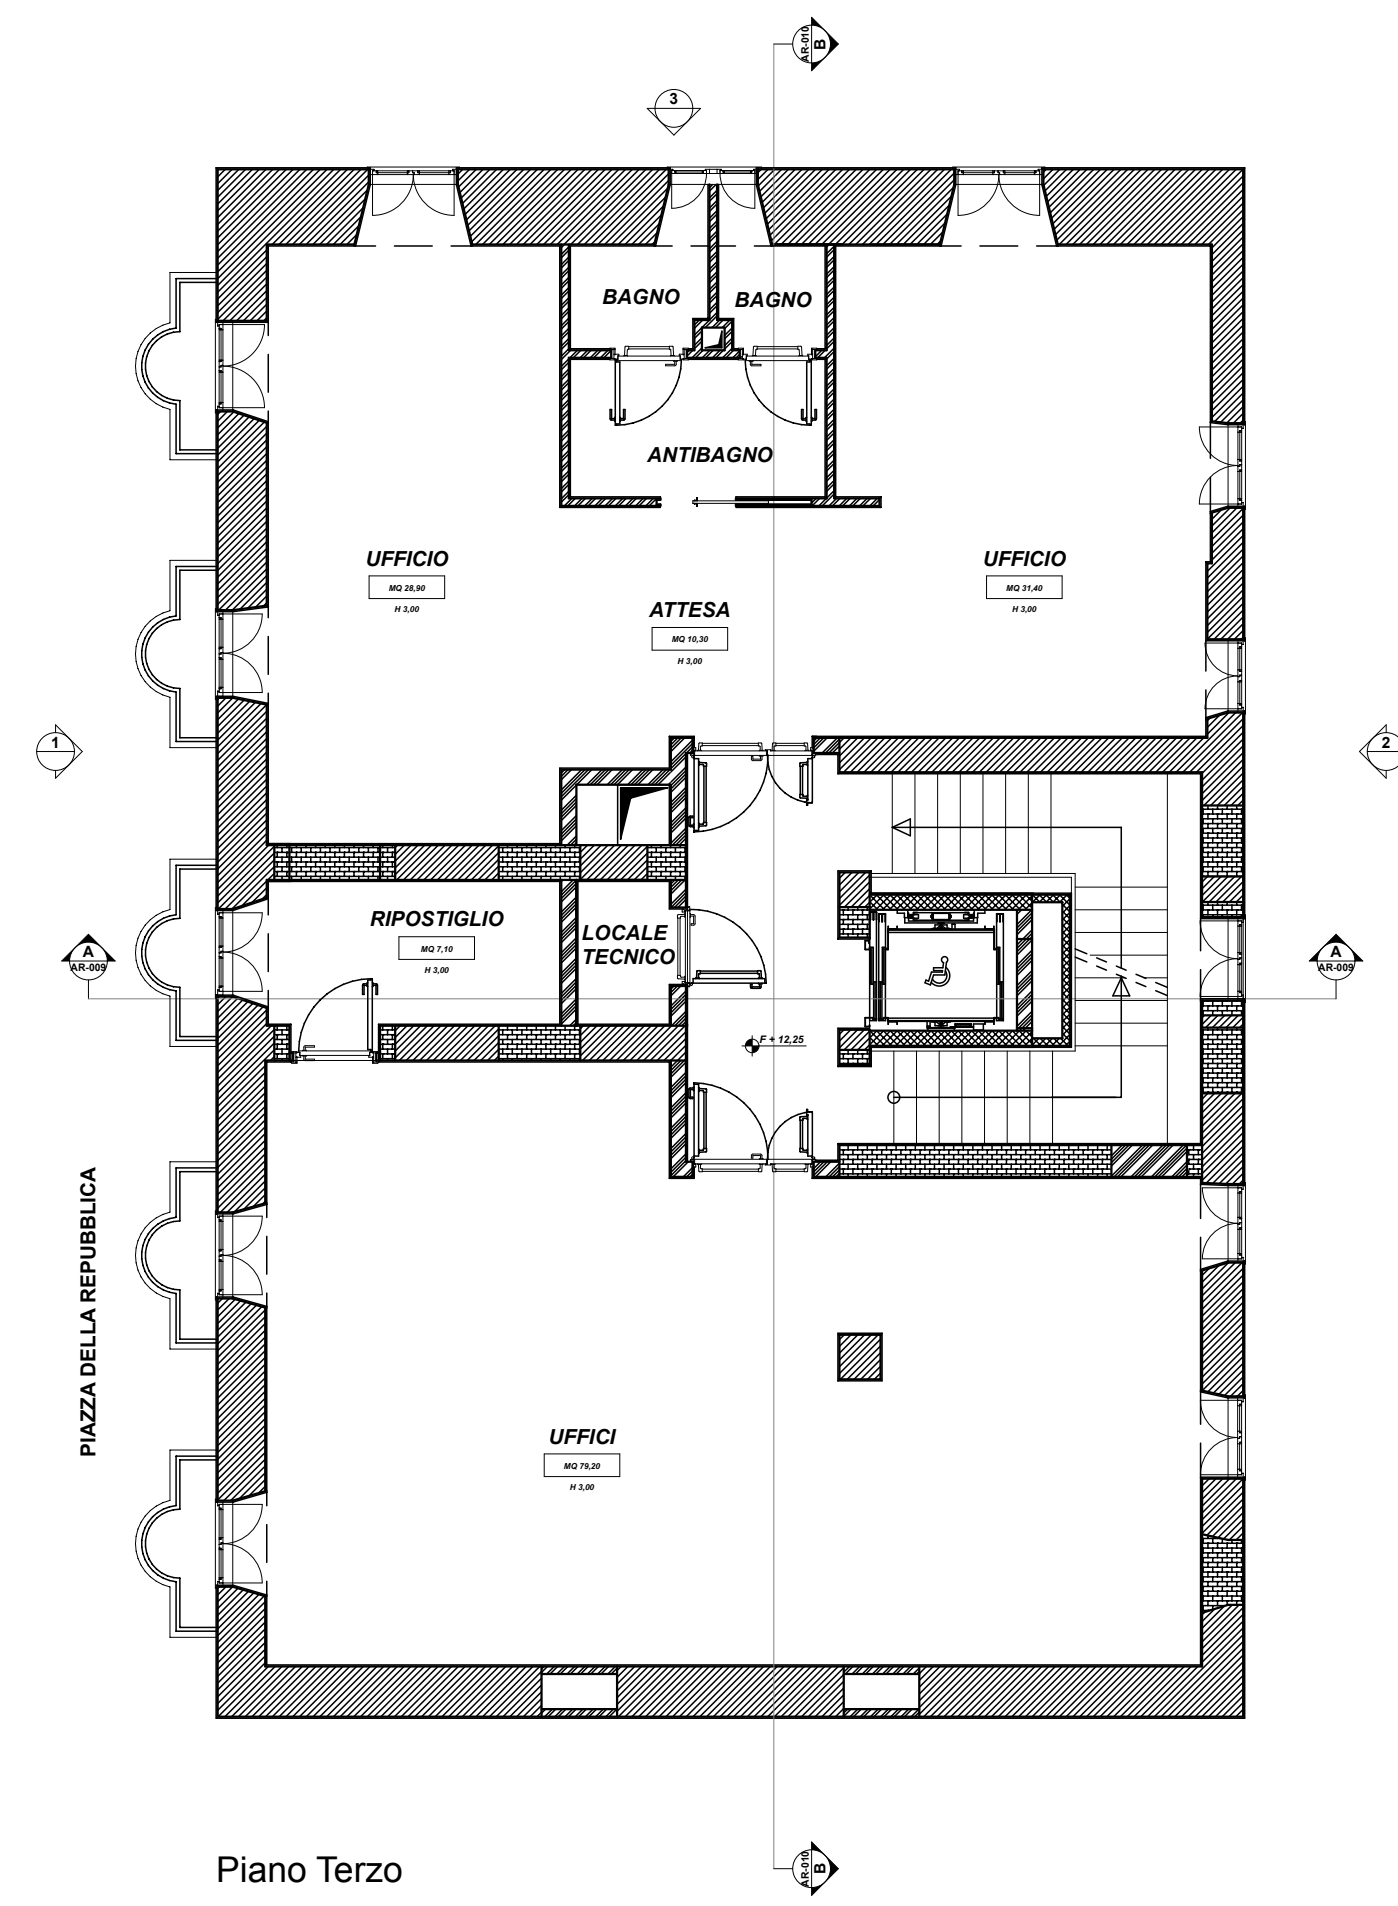 AR-010
B
3
BAGNO
BAGNO
ANTIBAGNO
UFFICIO
MQ 28,90
H 3,00
UFFICIO
MQ 31,40
H 3,00
ATTESA
MQ 10,30
H 3,00
1
2
RIPOSTIGLIO
MQ 7,10
H 3,00
LOCALE
TECNICO
A
AR-009
A
AR-009
F + 12,25
PIAZZA DELLA REPUBBLICA
UFFICI
MQ 79,20
H 3,00
AR-010
B
Piano Terzo